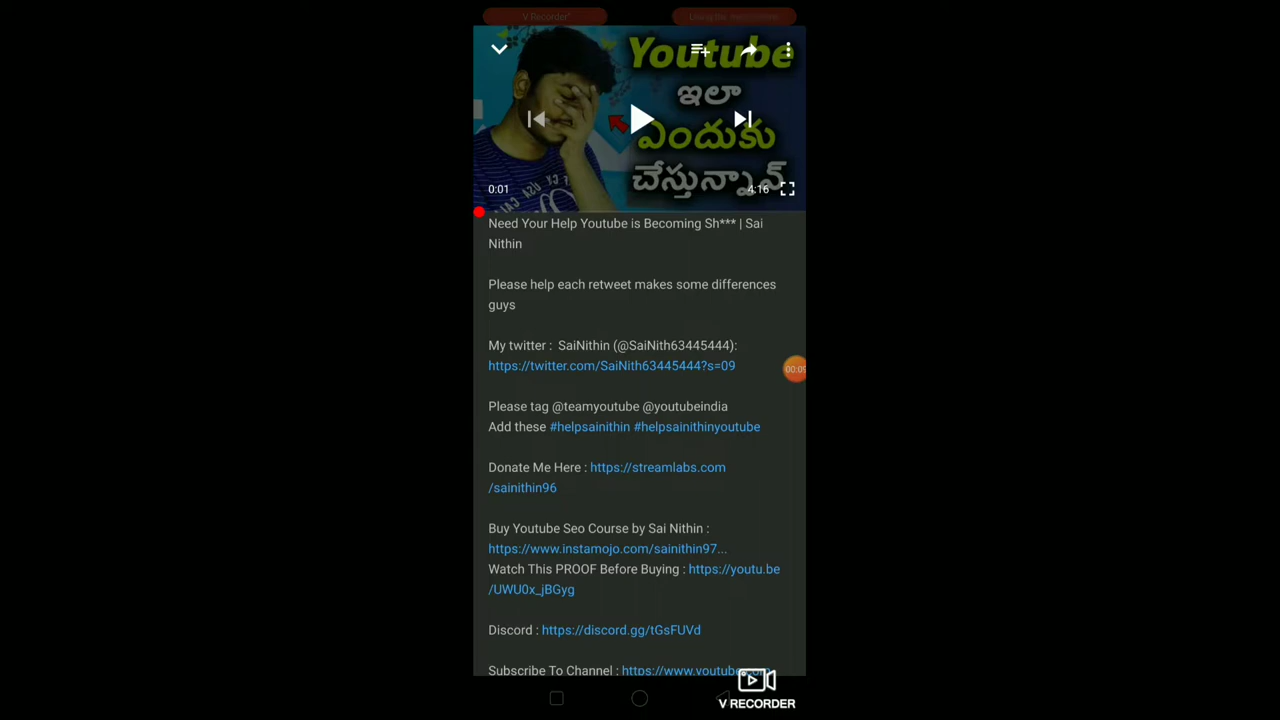 V Recorder
Youtube
ఇలా
ఎందుకు
చేస్తున్నావ్
0:01
4:16
Need Your Help Youtube is Becoming Sh*** | Sai
Nithin
Please help each retweet makes some differences
guys
My twitter : SaiNithin (@SaiNith63445444):
https://twitter.com/SaiNith63445444?s=09
00:09
Please tag @teamyoutube @youtubeindia
Add these #helpsainithin #helpsainithinyoutube
Donate Me Here : https://streamlabs.com
/sainithin96
Buy Youtube Seo Course by Sai Nithin :
https://www.instamojo.com/sainithin97...
Watch This PROOF Before Buying : https://youtu.be
/UWU0x_jBGyg
Discord : https://discord.gg/tGsFUVd
Subscribe To Channel : https://www.youtube.com
V RECORDER